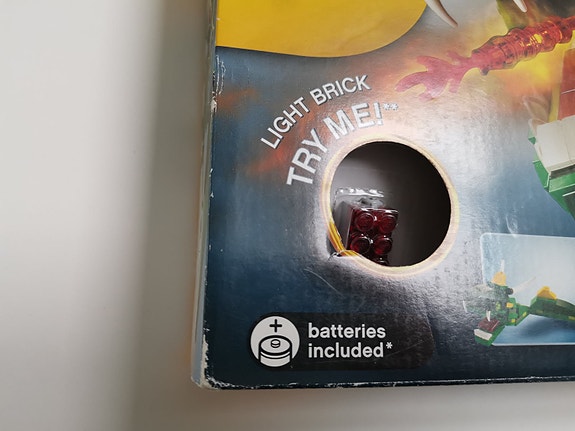 LIGHT BRICK
TRY ME!**
batteries
included*